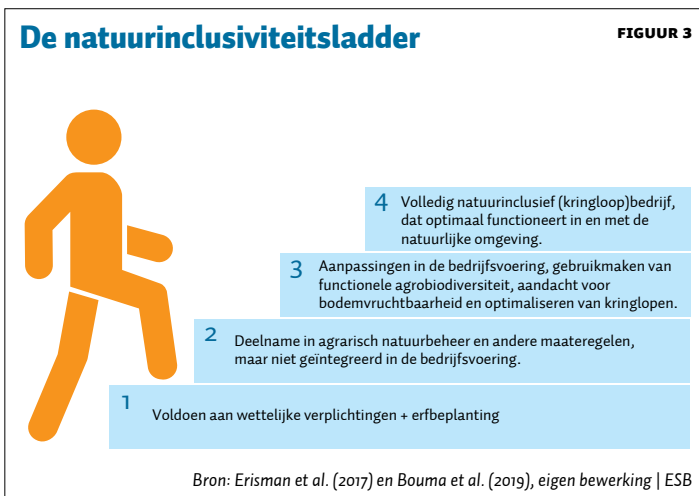 De natuurinclusiviteitsladder
FIGUUR 3
4 Volledig natuurinclusief (kringloop)bedrijf,
dat optimaal functioneert in en met de
natuurlijke omgeving.
3 Aanpassingen in de bedrijfsvoering, gebruikmaken van
functionele agrobiodiversiteit, aandacht voor
bodemvruchtbaarheid en optimaliseren van kringlopen.
2 Deelname in agrarisch natuurbeheer en andere maateregelen,
maar niet geïntegreerd in de bedrijfsvoering.
1 Voldoen aan wettelijke verplichtingen + erfbeplanting
Bron: Erisman et al. (2017) en Bouma et al. (2019), eigen bewerking | ESB